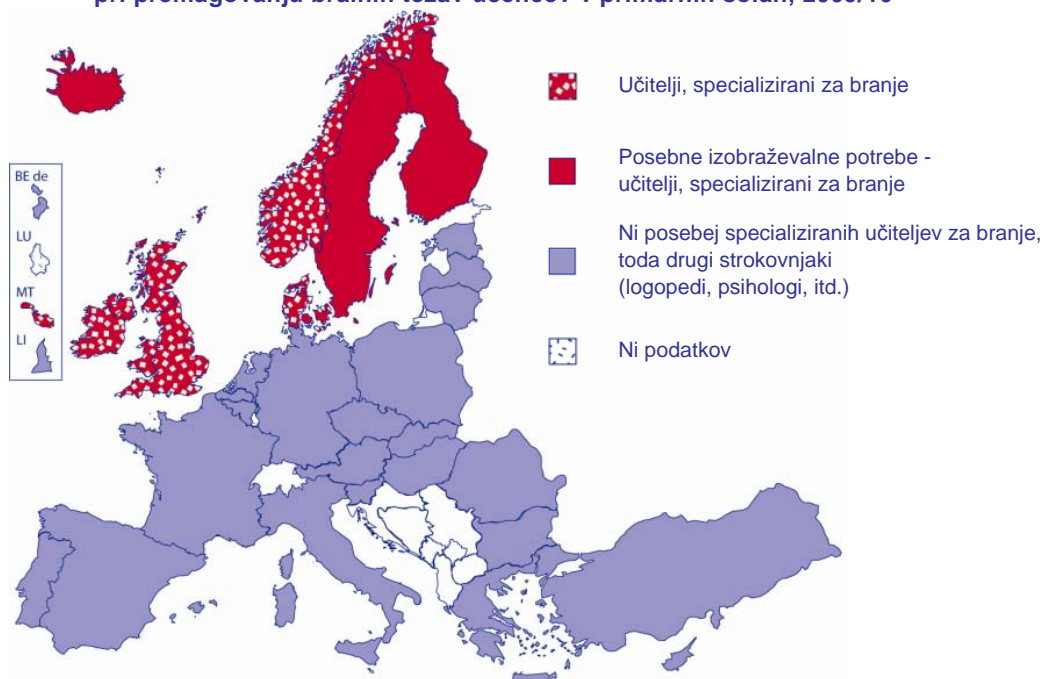 pri premagovanju bralnih težav učencev v primarnih šolah, 2009/10
Učitelji, specializirani za branje
Posebne izobraževalne potrebe -
učitelji, specializirani za branje
Ni posebej specializiranih učiteljev za branje,
toda drugi strokovnjaki
(logopedi, psihologi, itd.)
Ni podatkov
BE de
LU
MT
LI